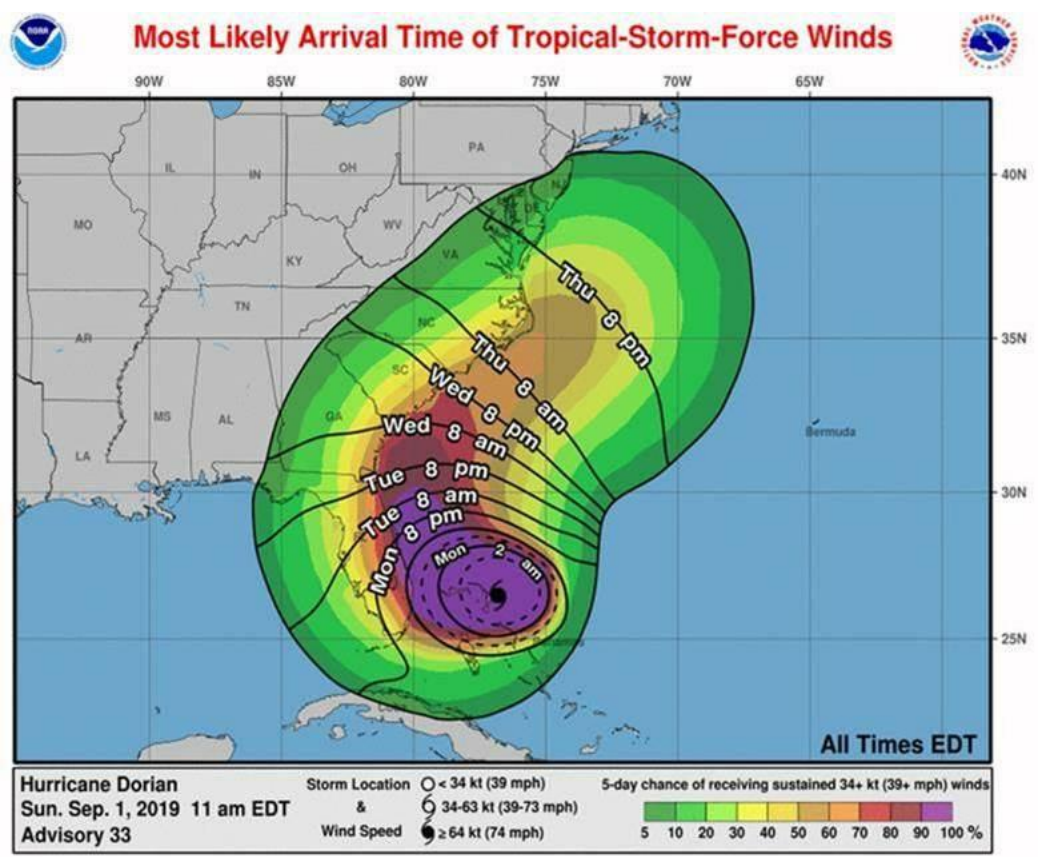 NOAA
Most Likely Arrival Time of Tropical-Storm-Force Winds
90W 85W 80W 75W 70W 65W
PA
IL IN OH NJ 40N
DE
MO WV
VA
KY
TN
NC
AR
Thu 8 pm
35N
Thu 8 am
SC
Wed 8 pm
MS AL GA
Wed 8 am
Bermuda
LA
Tue 8 pm
30N
Tue 8 am
Mon 8 pm
Mon 2 am
25N
All Times EDT
Hurricane Dorian
Sun. Sep. 1, 2019 11 am EDT
Advisory 33
Storm Location
&
Wind Speed
< 34 kt (39 mph)
34-63 kt (39-73 mph)
≥ 64 kt (74 mph)
5-day chance of receiving sustained 34+ kt (39+ mph) winds
5 10 20 30 40 50 60 70 80 90 100 %